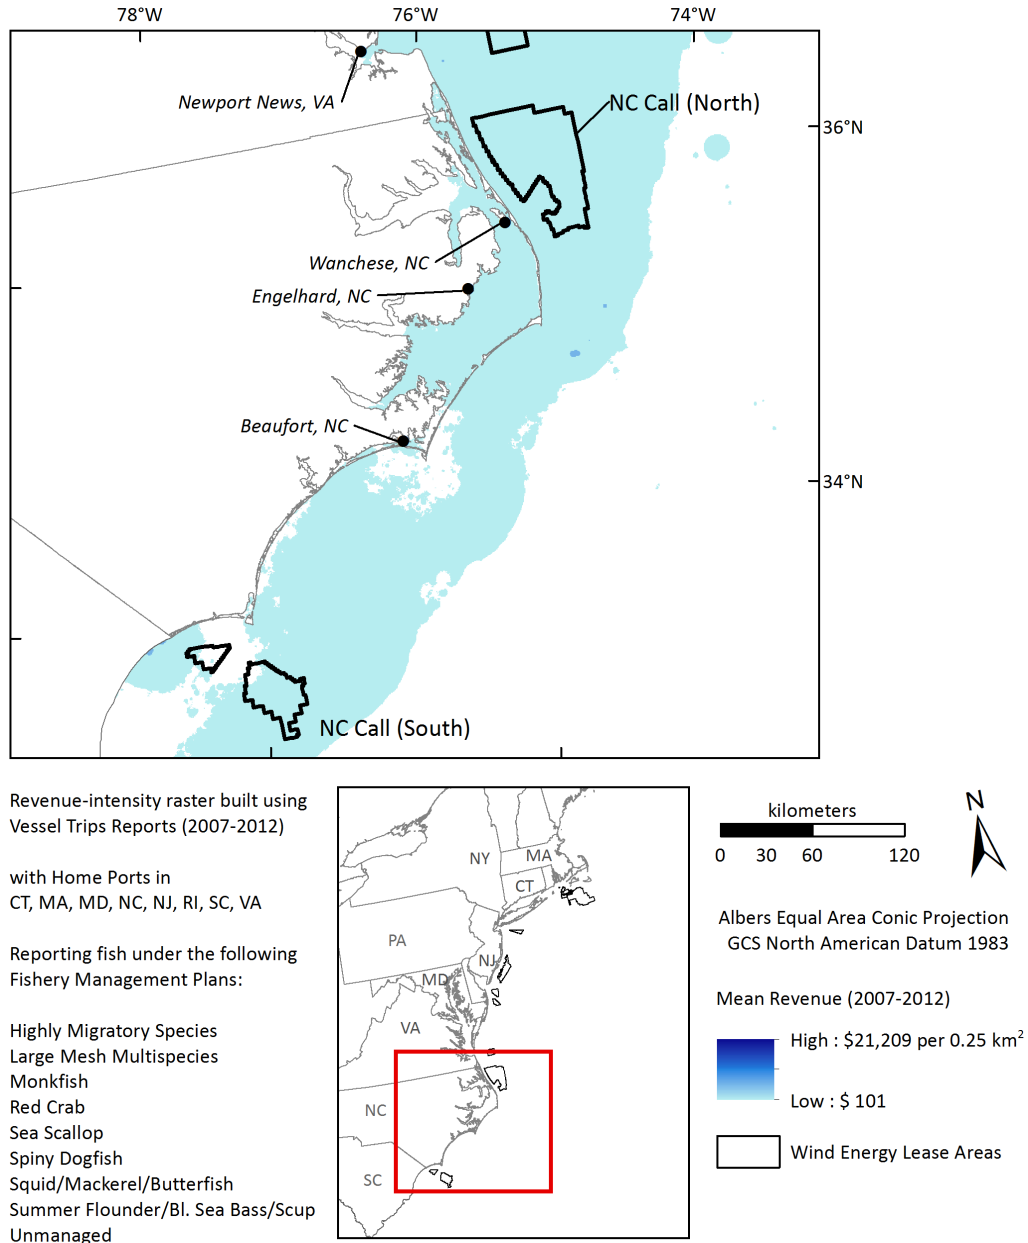 78°W 76°W 74°W
Newport News, VA
NC Call (North)
36°N
Wanchese, NC
Engelhard, NC
Beaufort, NC
34°N
NC Call (South)
Revenue-intensity raster built using
Vessel Trips Reports (2007-2012)
with Home Ports in
CT, MA, MD, NC, NJ, RI, SC, VA
Reporting fish under the following
Fishery Management Plans:
Highly Migratory Species
Large Mesh Multispecies
Monkfish
Red Crab
Sea Scallop
Spiny Dogfish
Squid/Mackerel/Butterfish
Summer Flounder/Bl. Sea Bass/Scup
Unmanaged
NY MA
CT
PA
NJ
MD
VA
NC
SC
kilometers
0 30 60 120
N
Albers Equal Area Conic Projection
GCS North American Datum 1983
Mean Revenue (2007-2012)
High : $21,209 per 0.25 km²
Low : $ 101
Wind Energy Lease Areas